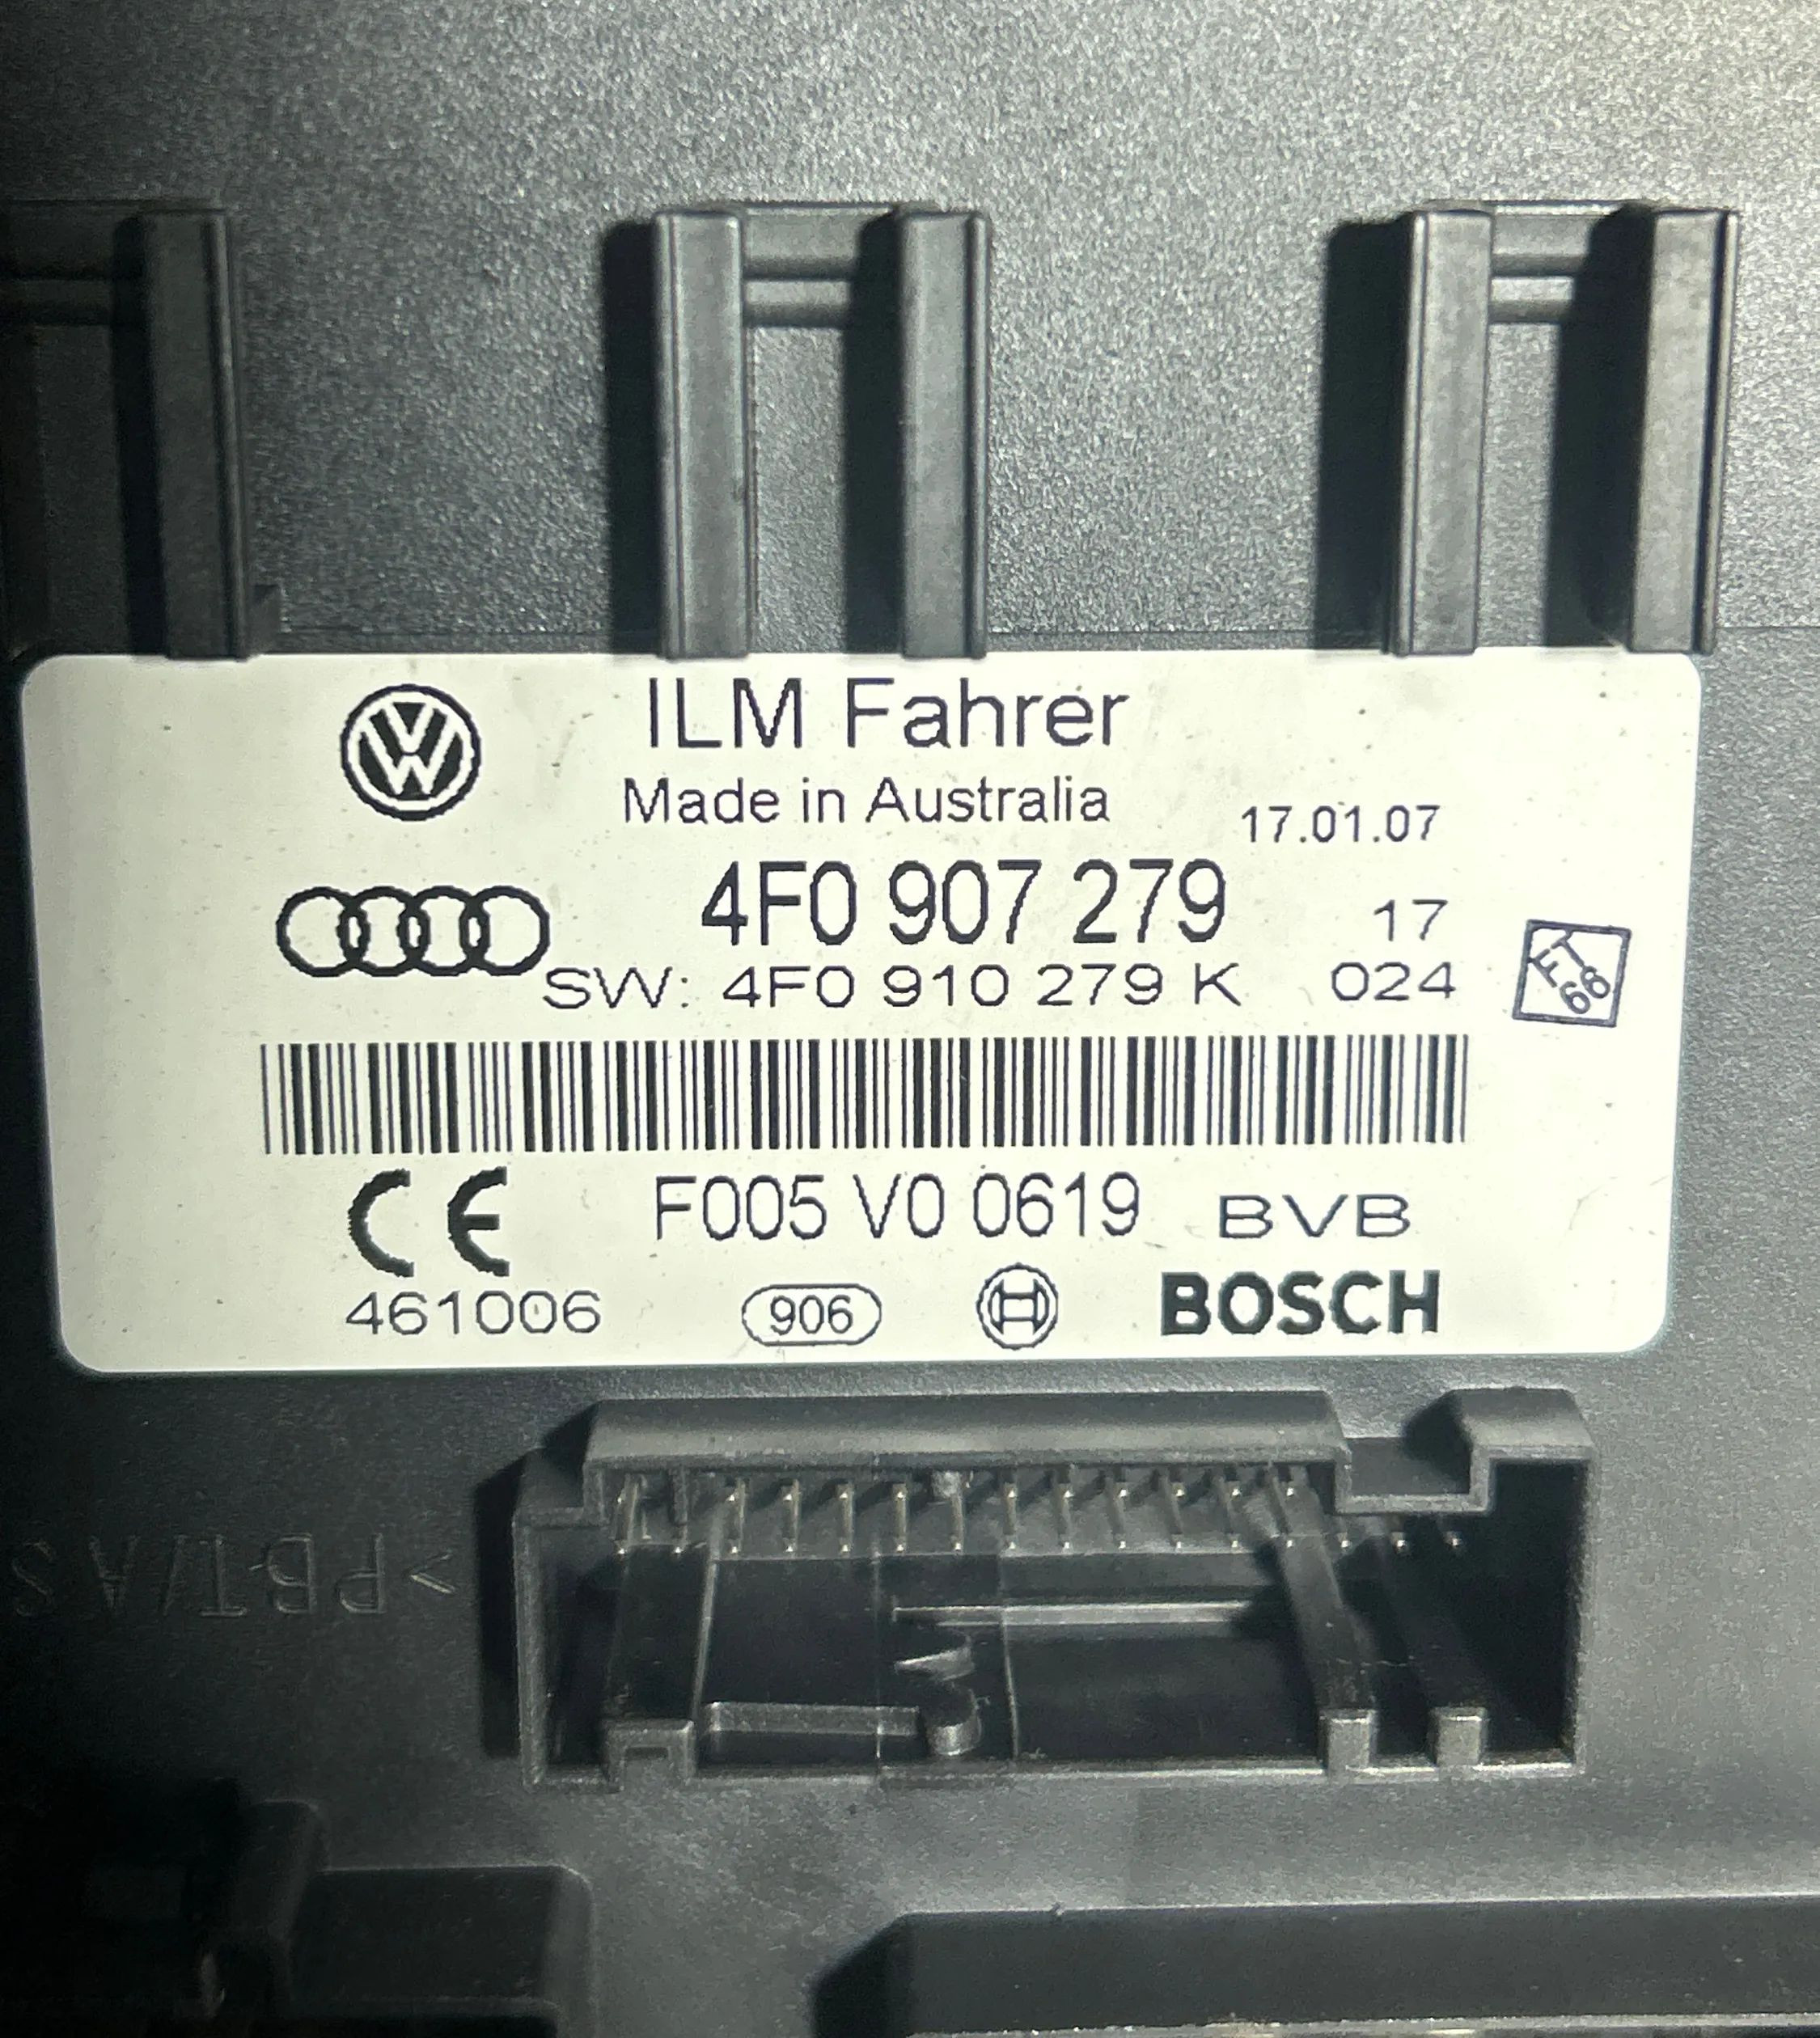 ILM Fahrer
Made in Australia
17.01.07
4F0 907 279
17
SW: 4F0 910 279 K
024
FT
68
F005 V0 0619
BVB
CE
461006
906
BOSCH
>PBT/AS